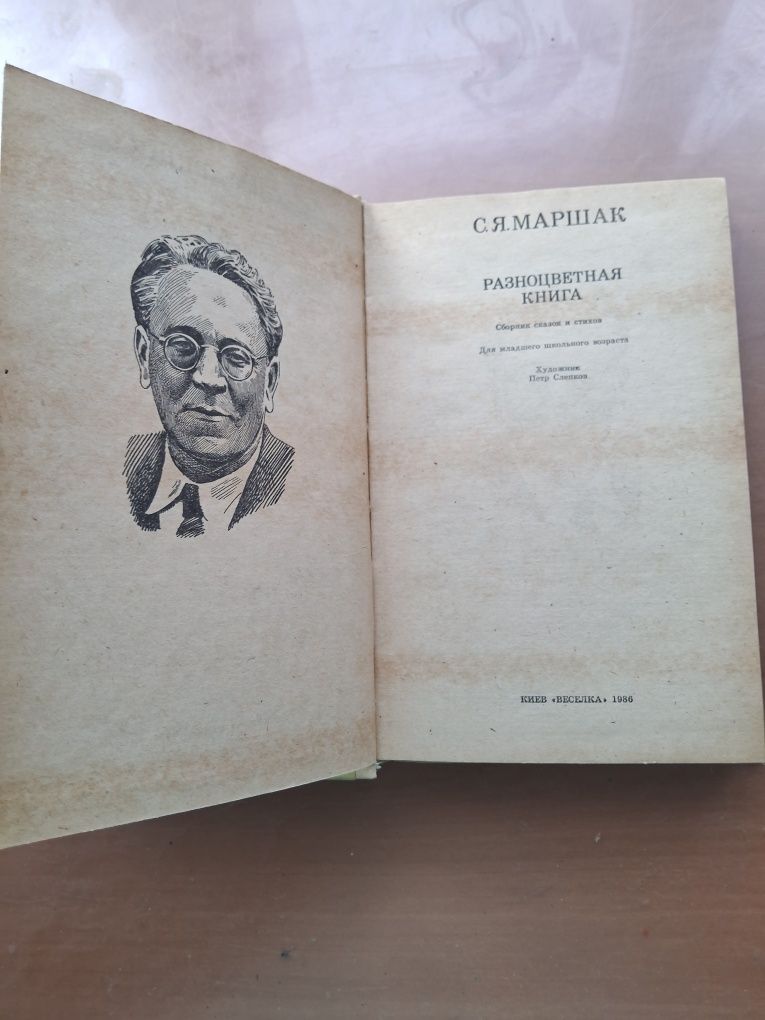 С. Я. МАРШАК
РАЗНОЦВЕТНАЯ
КНИГА
Сборник сказок и стихов
Для младшего школьного возраста
Художник
Петр Слепков
КИЕВ «ВЕСЕЛКА» 1986